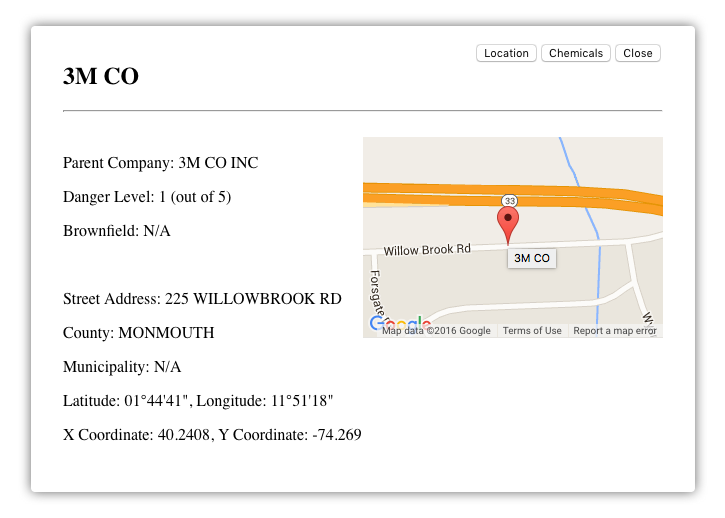 Location Chemicals Close
3M CO
Parent Company: 3M CO INC
Danger Level: 1 (out of 5)
Brownfield: N/A
33
Willow Brook Rd
3M CO
Forsgate
Google
Map data ©2016 Google Terms of Use Report a map error
Street Address: 225 WILLOWBROOK RD
County: MONMOUTH
Municipality: N/A
Latitude: 01°44'41", Longitude: 11°51'18"
X Coordinate: 40.2408, Y Coordinate: -74.269